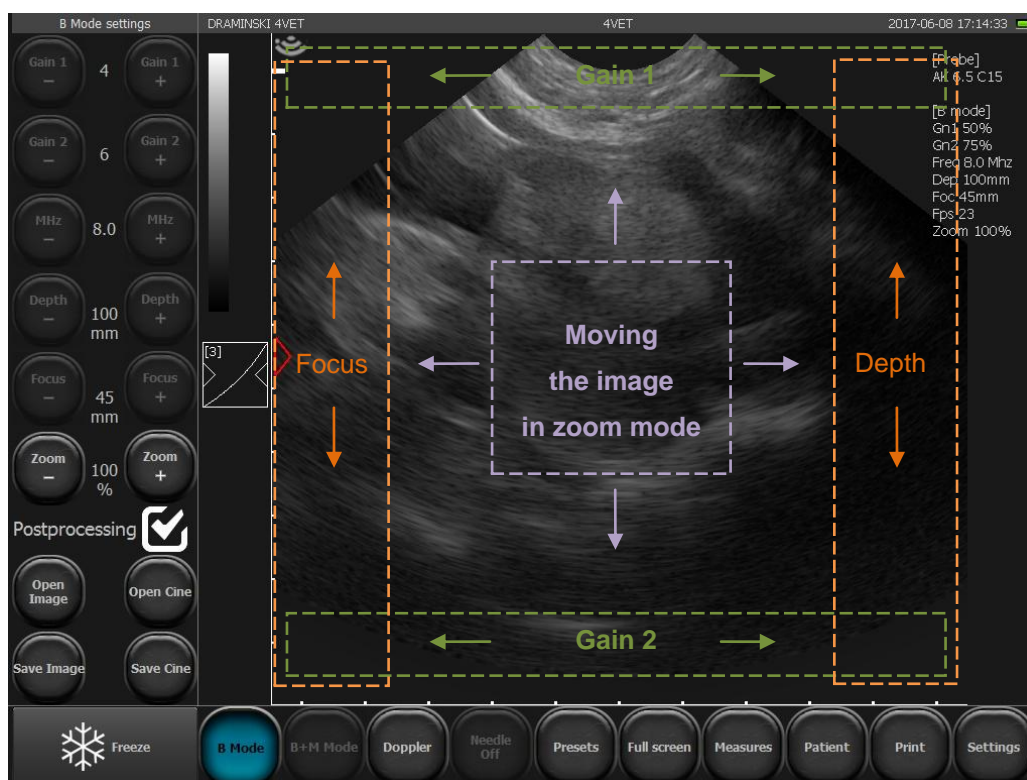 B Mode settings
DRAMINSKI 4VET
4VET
2017-06-08 17:14:33
Gain 1
−
4
Gain 1
+
Gain 2
−
6
Gain 2
+
MHz
−
8.0
MHz
+
Depth
−
100
mm
Depth
+
Focus
−
45
mm
Focus
+
Zoom
−
100
%
Zoom
+
Postprocessing
Open
Image
Open Cine
Save Image
Save Cine
[3]
Gain 1
Focus
Moving
the image
in zoom mode
Depth
Gain 2
[Probe]
[B mode]
Gn1 50%
Gn2 75%
Freq 8.0 Mhz
Dep 100mm
Foc 45mm
Fps 23
Zoom 100%
Freeze
B Mode
B+M Mode
Doppler
Needle
Off
Presets
Full screen
Measures
Patient
Print
Settings